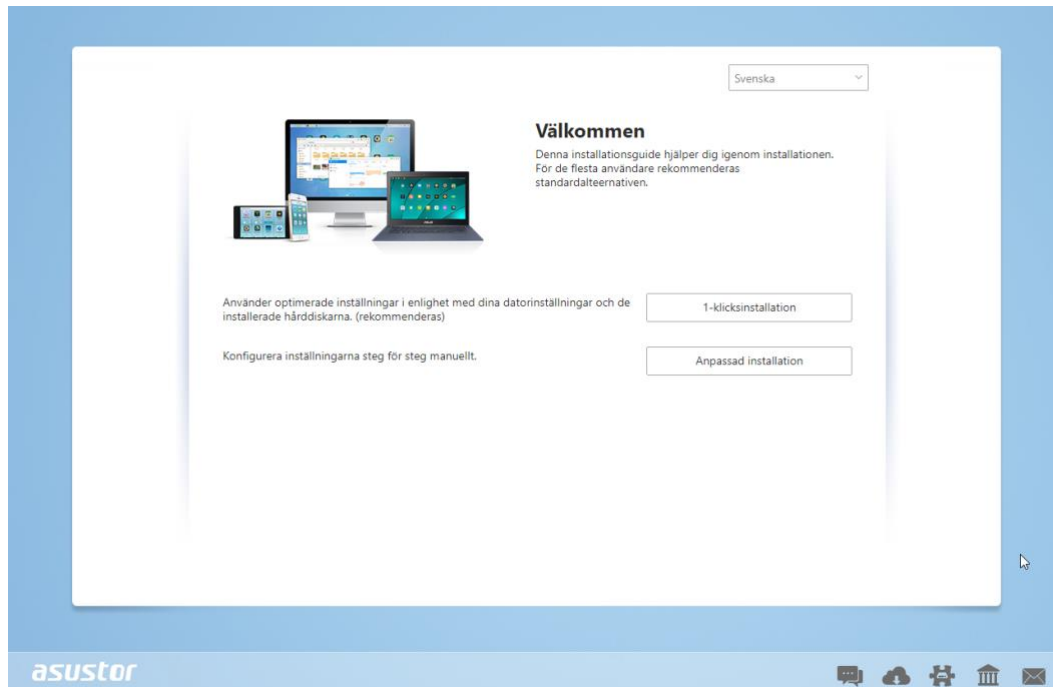 Svenska
Välkommen
Denna installationsguide hjälper dig igenom installationen.
För de flesta användare rekommenderas
standardalteernativen.
Använder optimerade inställningar i enlighet med dina datorinställningar och de
installerade hårddiskarna. (rekommenderas)
1-klicksinstallation
Konfigurera inställningarna steg för steg manuellt.
Anpassad installation
asustor